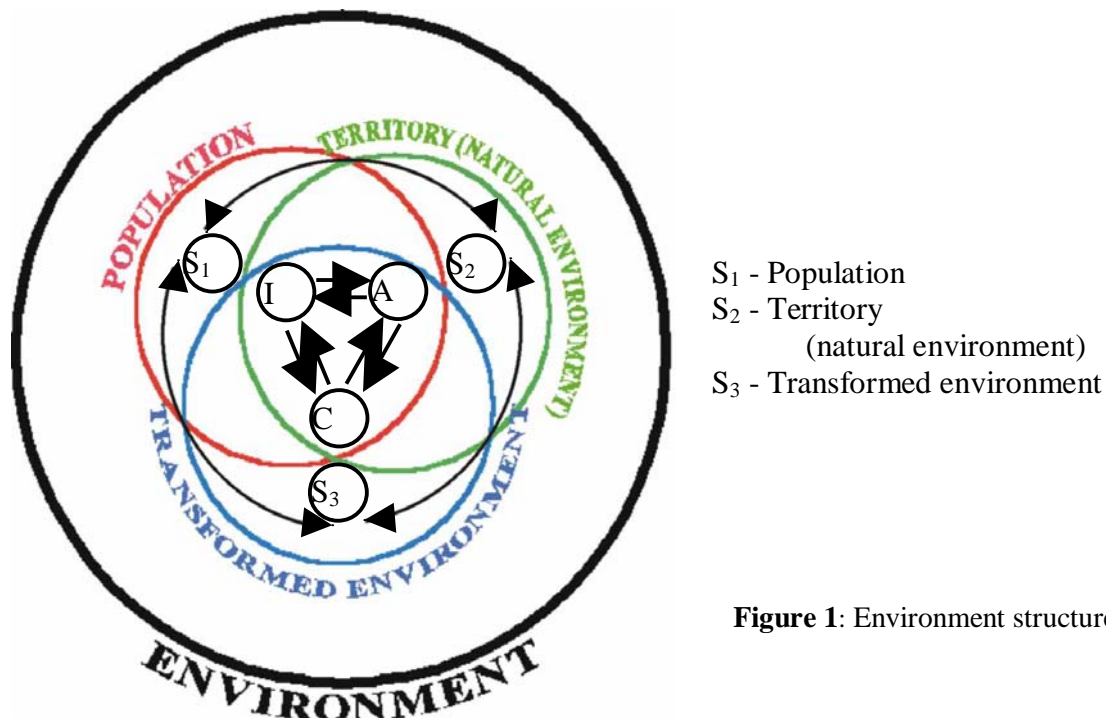 POPULATION
TERRITORY (NATURAL ENVIRONMENT)
S₁
S₂
I
A
C
S₃
TRANSFORMED ENVIRONMENT
ENVIRONMENT
S₁ - Population
S₂ - Territory
(natural environment)
S₃ - Transformed environment
Figure 1: Environment structure